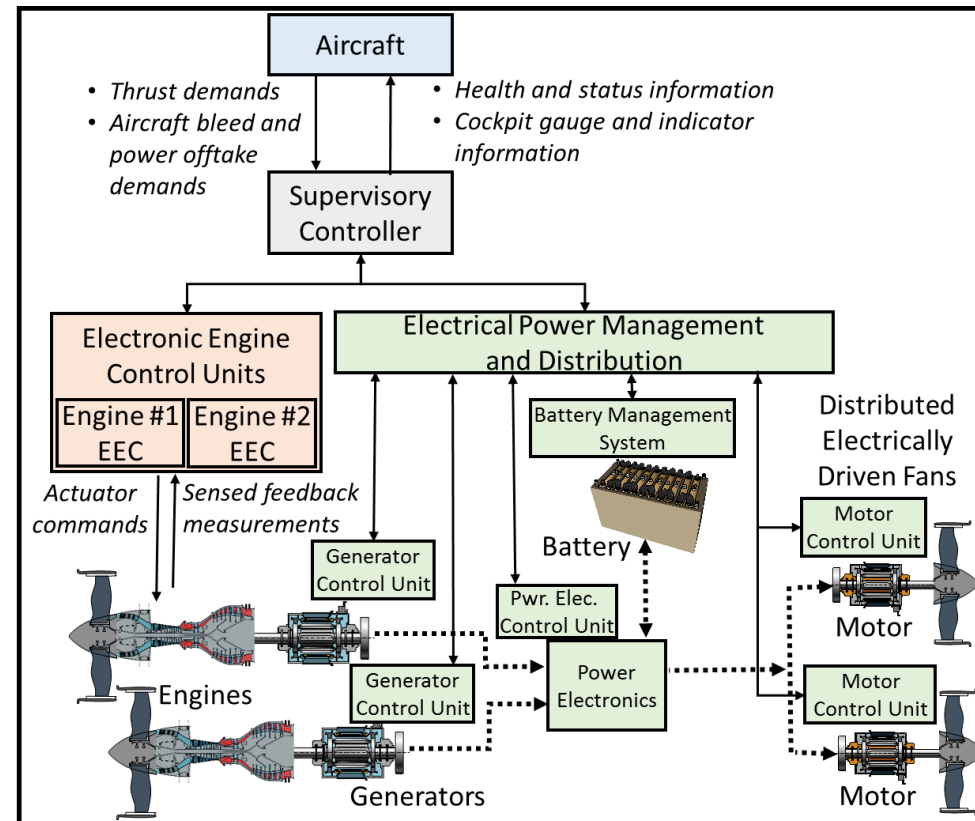 Aircraft
• Thrust demands
• Aircraft bleed and
power offtake
demands
• Health and status information
• Cockpit gauge and indicator
information
Supervisory
Controller
Electronic Engine
Control Units
Engine #1
EEC
Engine #2
EEC
Electrical Power Management
and Distribution
Battery Management
System
Distributed
Electrically
Driven Fans
Actuator
commands
Sensed feedback
measurements
Generator
Control Unit
Battery
Motor
Control Unit
Pwr. Elec.
Control Unit
Motor
Engines
Generator
Control Unit
Power
Electronics
Motor
Control Unit
Generators
Motor